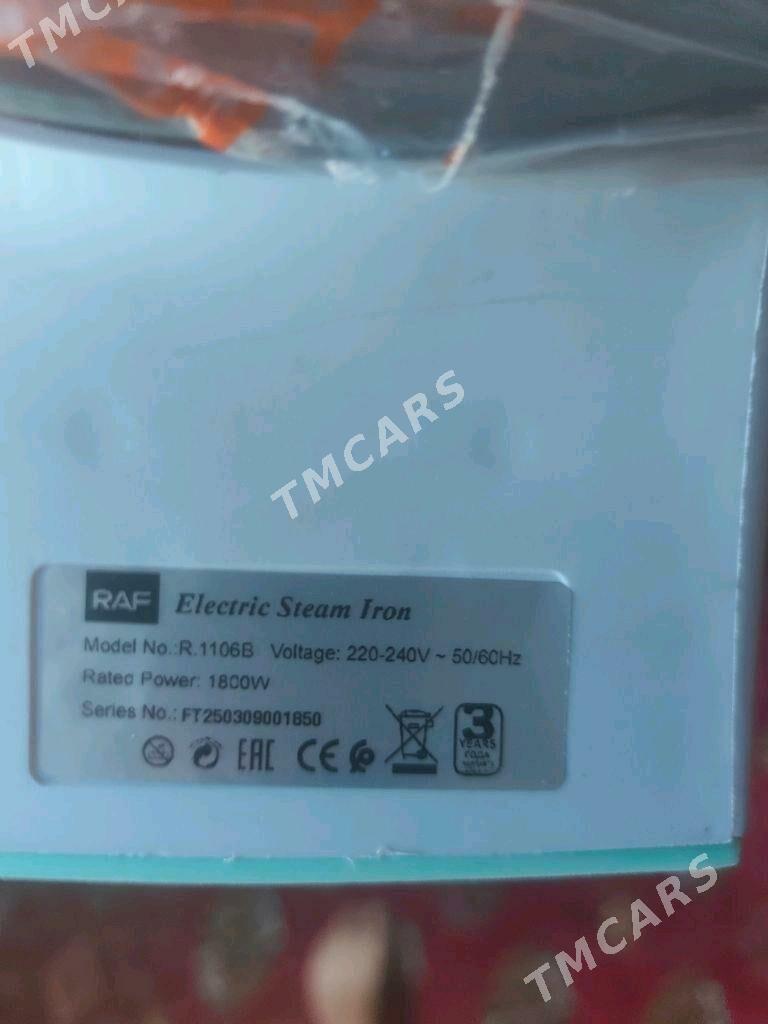 TMCARS
TMCARS
RAF Electric Steam Iron
Model No.:R.1106B Voltage: 220-240V ~ 50/60Hz
Rated Power: 1800W
Series No.: FT250309001850
EAC CE
3
YEARS
ГОДА
TMCARS